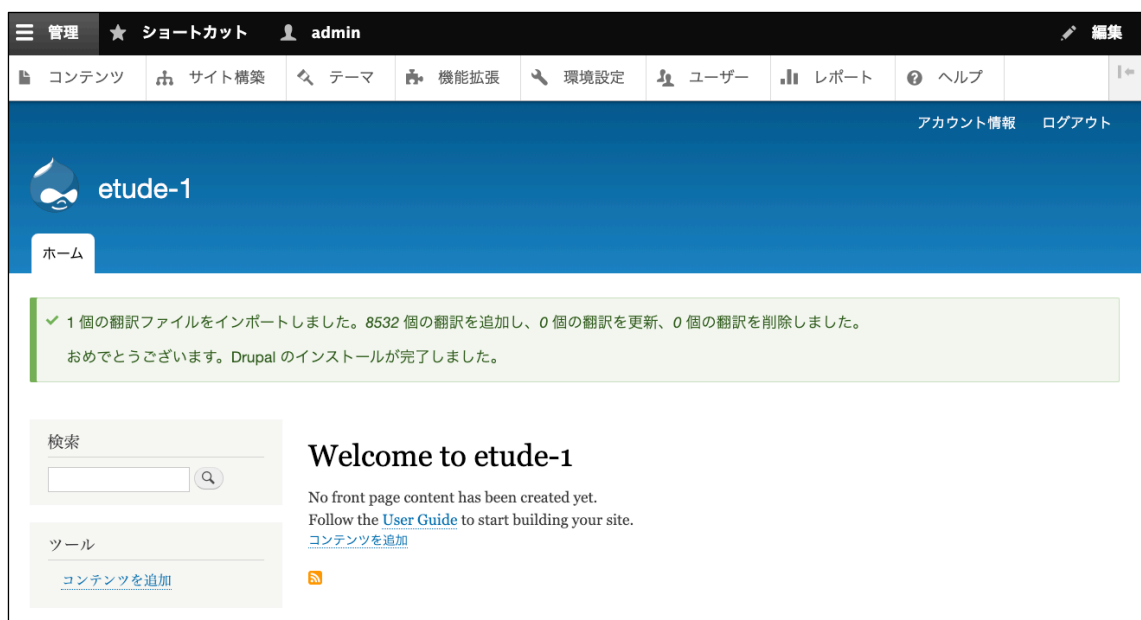 管理 ショートカット admin 編集
コンテンツ サイト構築 テーマ 機能拡張 環境設定 ユーザー レポート ヘルプ
アカウント情報 ログアウト
etude-1
ホーム
1 個の翻訳ファイルをインポートしました。8532 個の翻訳を追加し、0 個の翻訳を更新、0 個の翻訳を削除しました。
おめでとうございます。Drupal のインストールが完了しました。
検索
Welcome to etude-1
No front page content has been created yet.
Follow the User Guide to start building your site.
コンテンツを追加
ツール
コンテンツを追加